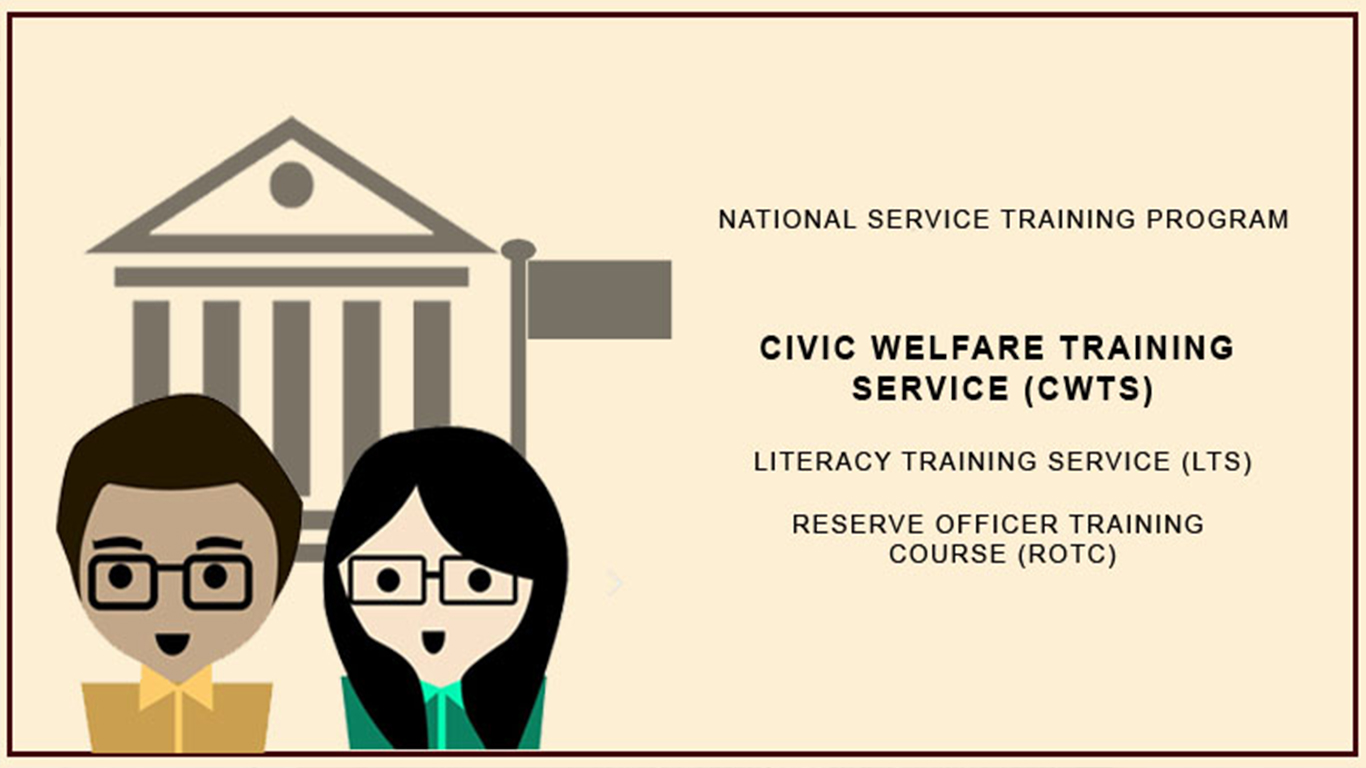 NATIONAL SERVICE TRAINING PROGRAM
CIVIC WELFARE TRAINING
SERVICE (CWTS)
LITERACY TRAINING SERVICE (LTS)
RESERVE OFFICER TRAINING
COURSE (ROTC)